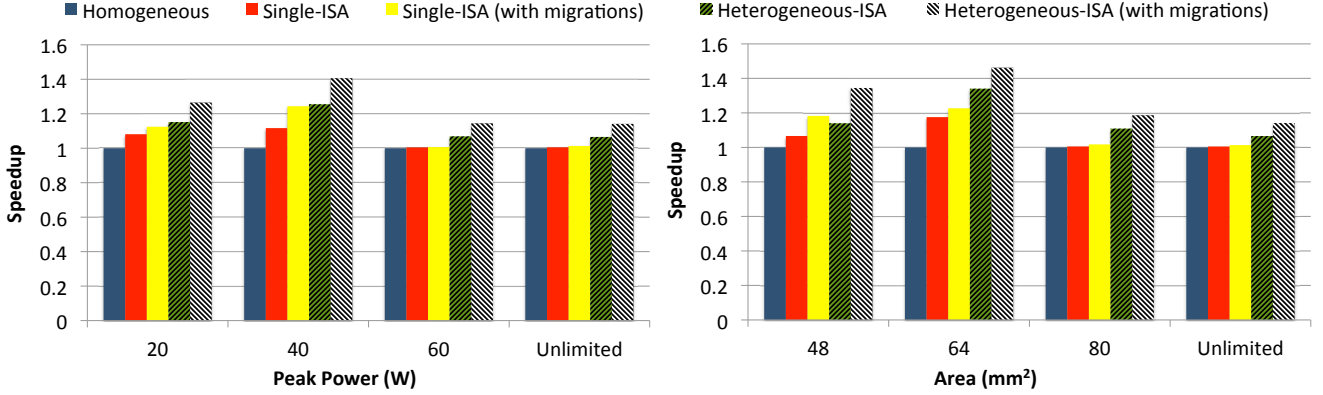 Homogeneous Single-ISA Single-ISA (with migrations) Heterogeneous-ISA Heterogeneous-ISA (with migrations)
1.6
1.4
1.2
1
0.8
0.6
0.4
0.2
0
Speedup
20 40 60 Unlimited
Peak Power (W)
1.6
1.4
1.2
1
0.8
0.6
0.4
0.2
0
Speedup
48 64 80 Unlimited
Area (mm²)